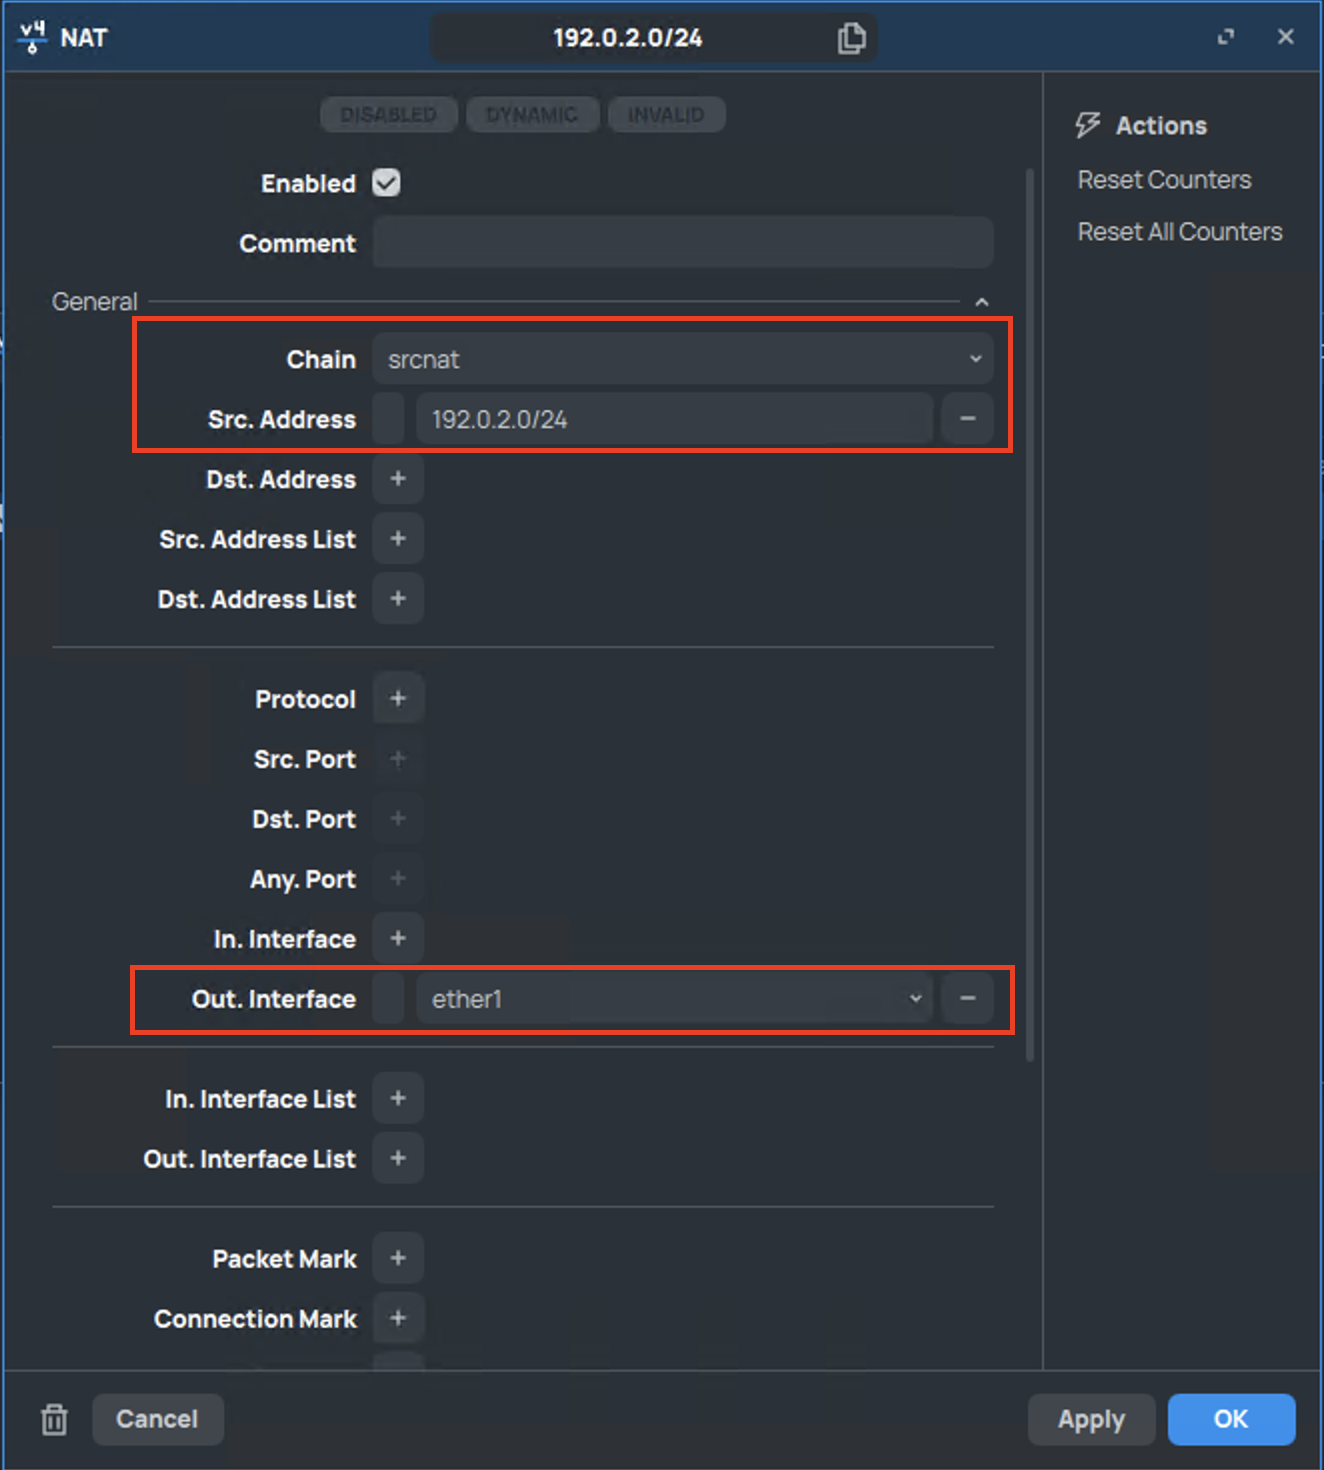 v4 NAT 192.0.2.0/24
DISABLED DYNAMIC INVALID
Actions
Reset Counters
Reset All Counters
Enabled
Comment
General
Chain srcnat
Src. Address 192.0.2.0/24
Dst. Address +
Src. Address List +
Dst. Address List +
Protocol +
Src. Port +
Dst. Port +
Any. Port +
In. Interface +
Out. Interface ether1
In. Interface List +
Out. Interface List +
Packet Mark +
Connection Mark +
Cancel Apply OK